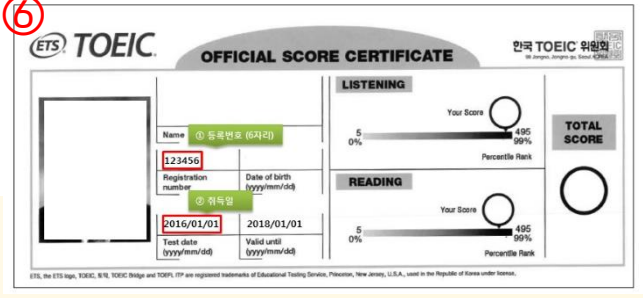 ⑥
ETS TOEIC.
OFFICIAL SCORE CERTIFICATE
한국 TOEIC 위원회
LISTENING
Your Score
5
495
0%
99%
Percentile Rank
TOTAL
SCORE
Name
① 등록번호 (6자리)
123456
Registration
number
Date of birth
(yyyy/mm/dd)
READING
Your Score
5
495
0%
99%
Percentile Rank
② 취득일
2016/01/01
2018/01/01
Test date
(yyyy/mm/dd)
Valid until
(yyyy/mm/dd)
ETS, the ETS logo, TOEIC, 토익, TOEIC Bridge and TOEFL ITP are registered trademarks of Educational Testing Service, Princeton, New Jersey, U.S.A., used in the Republic of Korea under license.